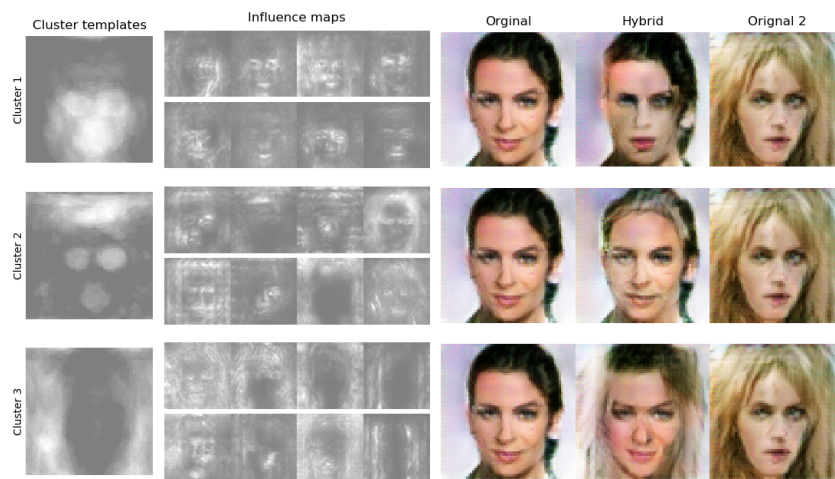 Cluster templates
Influence maps
Orginal
Hybrid
Orignal 2
Cluster 1
Cluster 2
Cluster 3